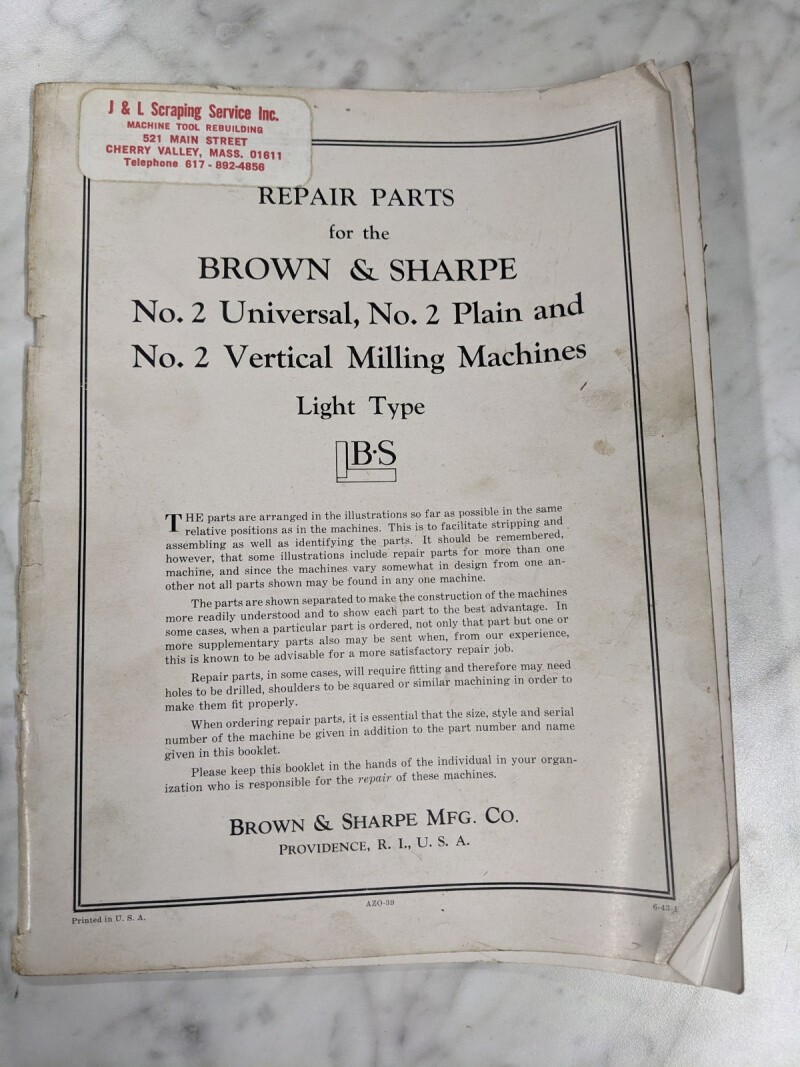 J & L Scraping Service Inc.
MACHINE TOOL REBUILDING
521 MAIN STREET
CHERRY VALLEY, MASS. 01611
Telephone 617 - 892-4856
REPAIR PARTS
for the
BROWN & SHARPE
No. 2 Universal, No. 2 Plain and
No. 2 Vertical Milling Machines
Light Type
B·S
THE parts are arranged in the illustrations so far as possible in the same
relative positions as in the machines. This is to facilitate stripping and
assembling as well as identifying the parts. It should be remembered,
however, that some illustrations include repair parts for more than one
machine, and since the machines vary somewhat in design from one an-
other not all parts shown may be found in any one machine.
The parts are shown separated to make the construction of the machines
more readily understood and to show each part to the best advantage. In
some cases, when a particular part is ordered, not only that part but one or
more supplementary parts also may be sent when, from our experience,
this is known to be advisable for a more satisfactory repair job.
Repair parts, in some cases, will require fitting and therefore may need
holes to be drilled, shoulders to be squared or similar machining in order to
make them fit properly.
When ordering repair parts, it is essential that the size, style and serial
number of the machine be given in addition to the part number and name
given in this booklet.
Please keep this booklet in the hands of the individual in your organ-
ization who is responsible for the repair of these machines.
BROWN & SHARPE MFG. CO.
PROVIDENCE, R. I., U. S. A.
Printed in U. S. A.
AZO-39